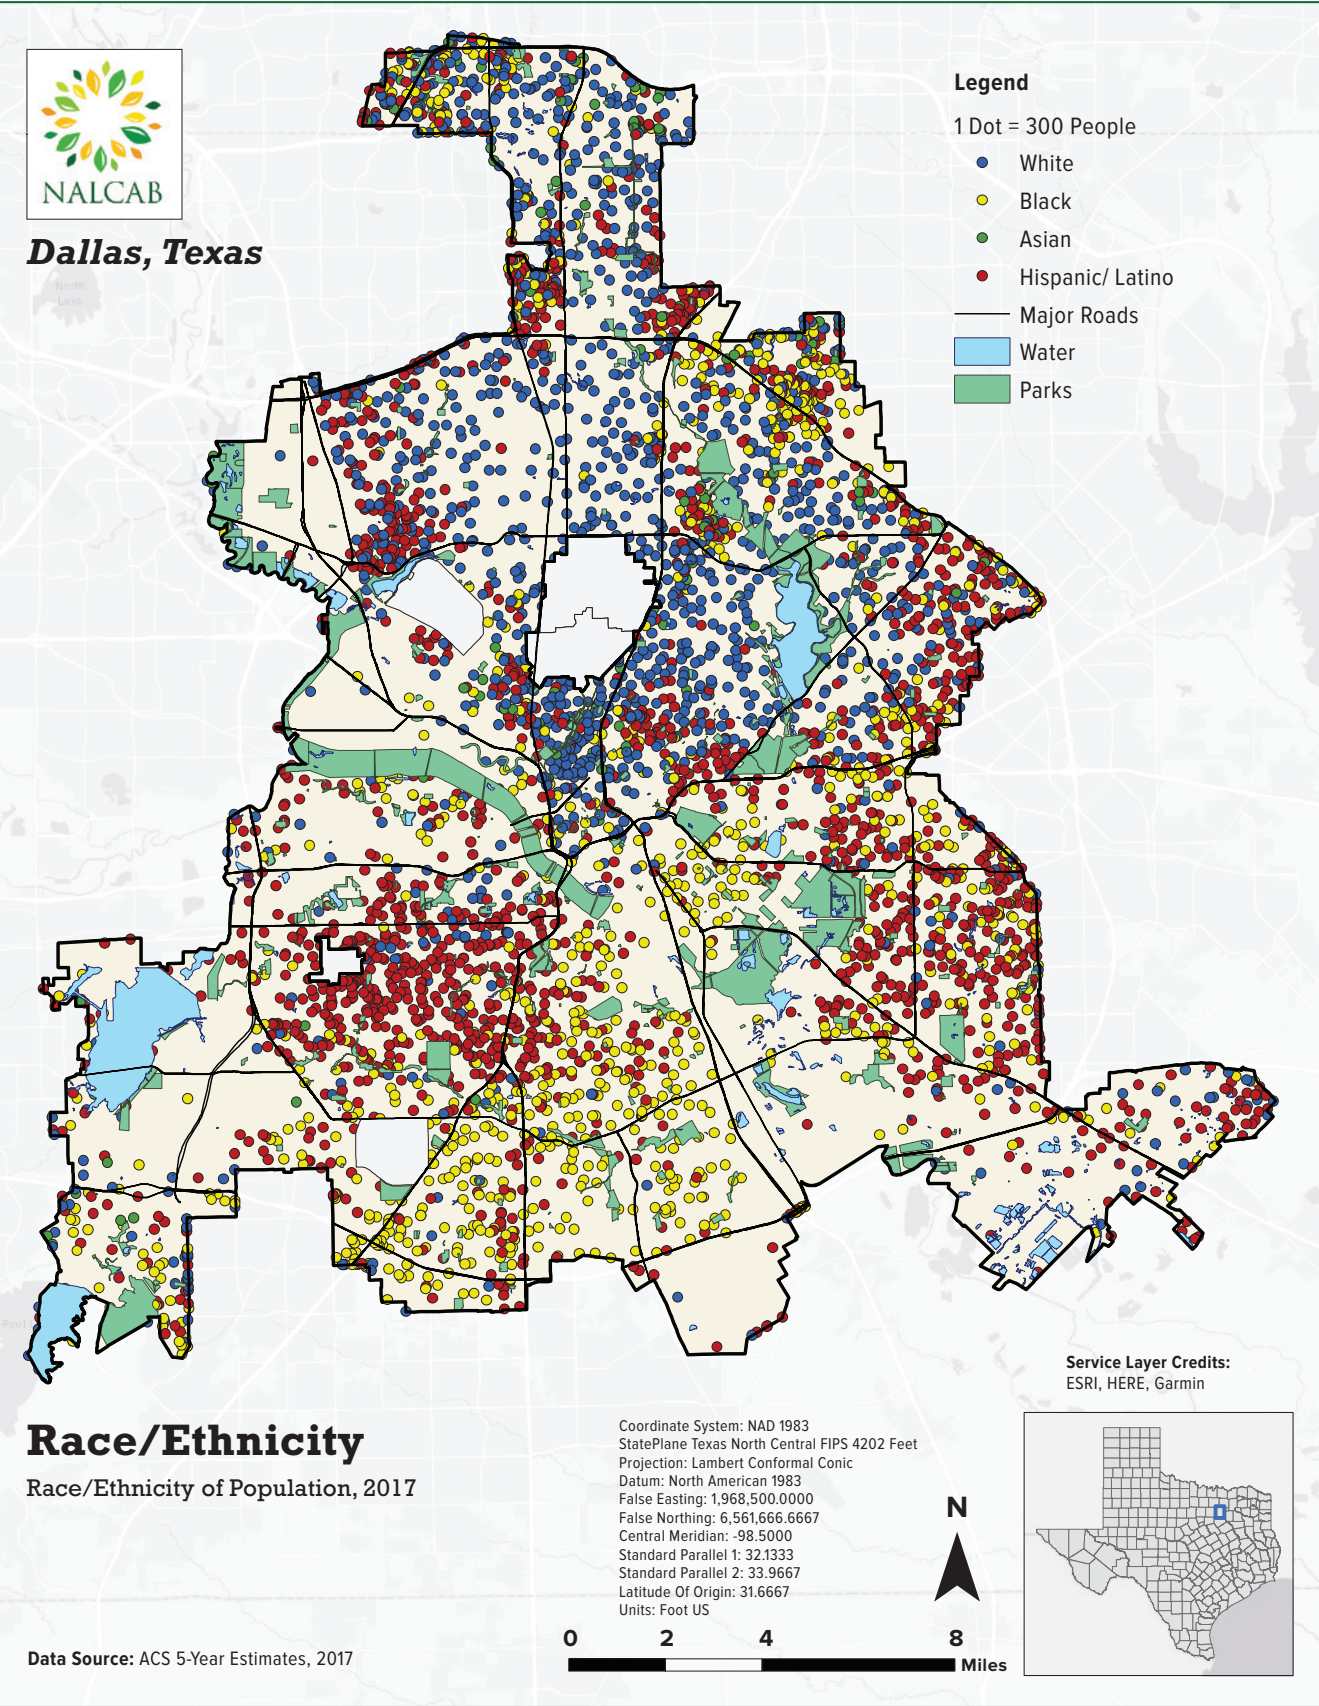 NALCAB
Dallas, Texas
North
Lake
Legend
1 Dot = 300 People
White
Black
Asian
Hispanic/ Latino
Major Roads
Water
Parks
Pool
Service Layer Credits:
ESRI, HERE, Garmin
Race/Ethnicity
Race/Ethnicity of Population, 2017
Coordinate System: NAD 1983
StatePlane Texas North Central FIPS 4202 Feet
Projection: Lambert Conformal Conic
Datum: North American 1983
False Easting: 1,968,500.0000
False Northing: 6,561,666.6667
Central Meridian: -98.5000
Standard Parallel 1: 32.1333
Standard Parallel 2: 33.9667
Latitude Of Origin: 31.6667
Units: Foot US
N
0 2 4 8
Miles
Data Source: ACS 5-Year Estimates, 2017